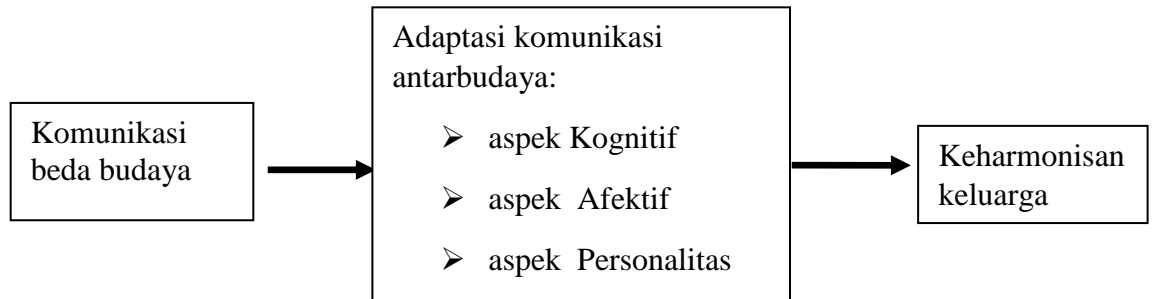 Komunikasi
beda budaya
Adaptasi komunikasi
antarbudaya:
➢ aspek Kognitif
➢ aspek Afektif
➢ aspek Personalitas
Keharmonisan
keluarga